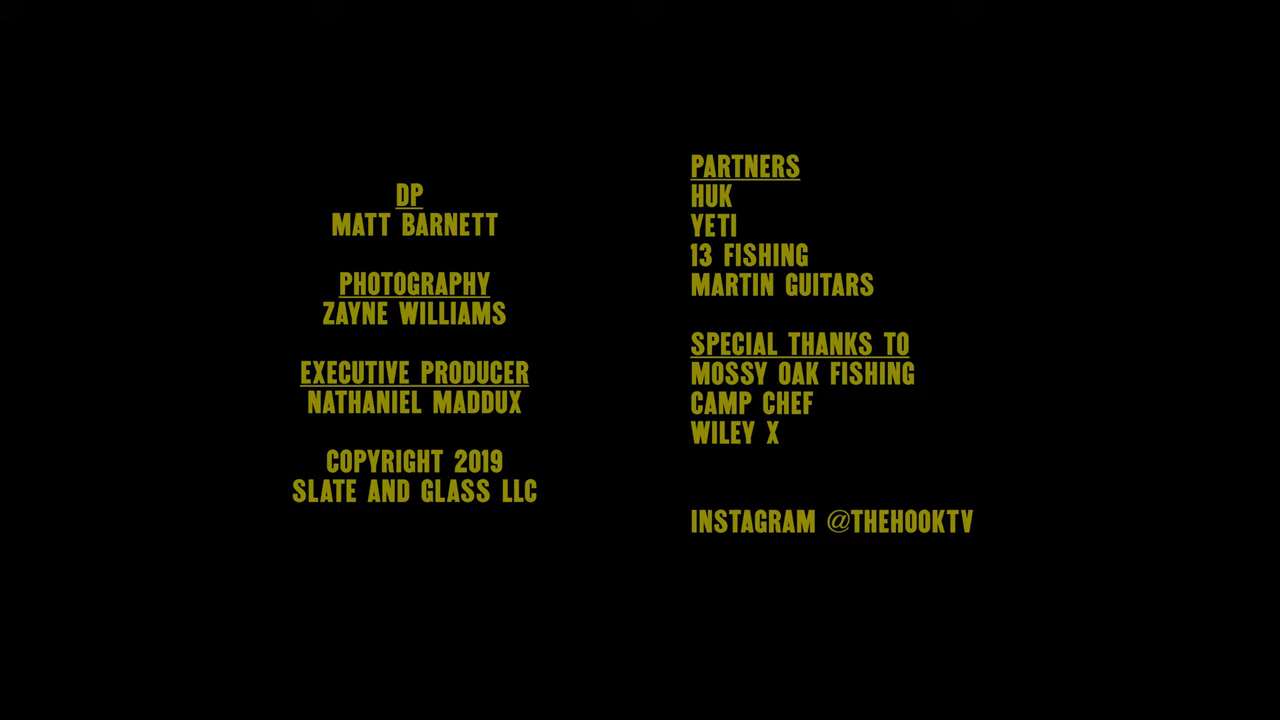 DP
MATT BARNETT
PHOTOGRAPHY
ZAYNE WILLIAMS
EXECUTIVE PRODUCER
NATHANIEL MADDUX
COPYRIGHT 2019
SLATE AND GLASS LLC
PARTNERS
HUK
YETI
13 FISHING
MARTIN GUITARS
SPECIAL THANKS TO
MOSSY OAK FISHING
CAMP CHEF
WILEY X
INSTAGRAM @THEHOOKTV